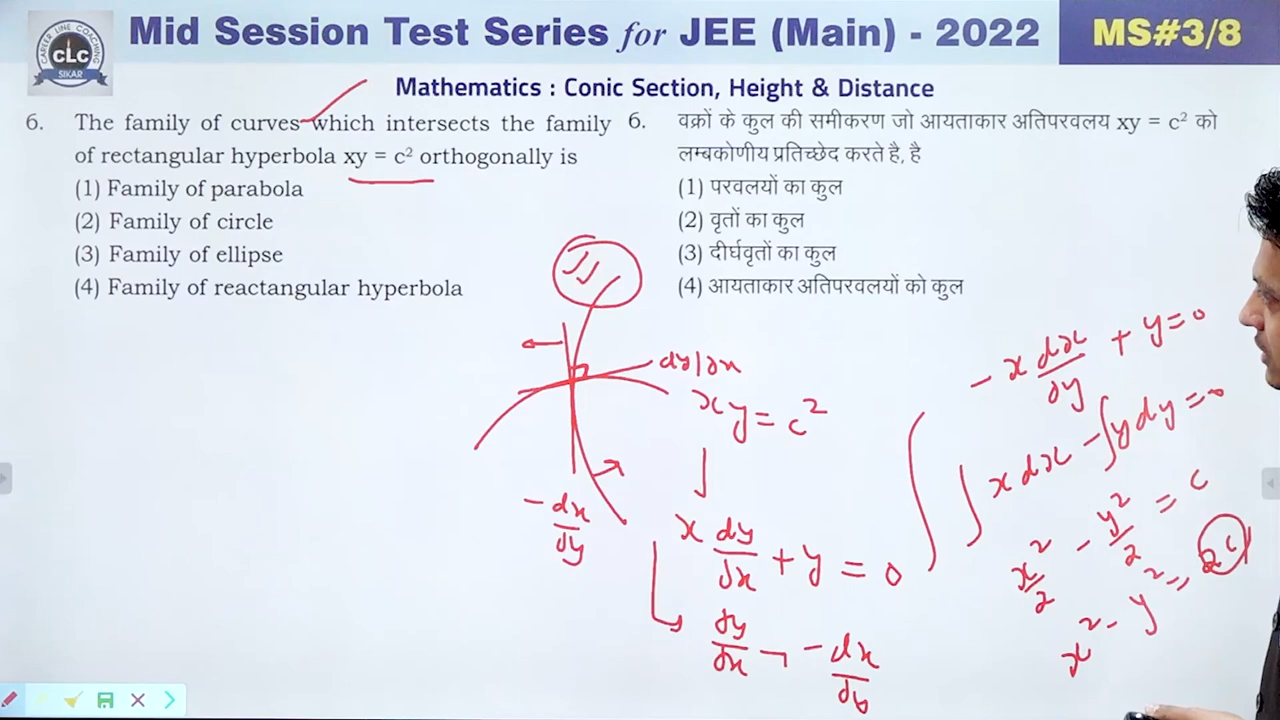 Mid Session Test Series for JEE (Main) - 2022
MS#3/8
CAREER LINE COACHING
CLC
SIKAR
Mathematics : Conic Section, Height & Distance
6. The family of curves which intersects the family
of rectangular hyperbola xy = c² orthogonally is
(1) Family of parabola
(2) Family of circle
(3) Family of ellipse
(4) Family of reactangular hyperbola
6. वक्रों के कुल की समीकरण जो आयताकार अतिपरवलय xy = c² को
लम्बकोणीय प्रतिच्छेद करते है, है
(1) परवलयों का कुल
(2) वृतों का कुल
(3) दीर्घवृतों का कुल
(4) आयताकार अतिपरवलयों को कुल
dy/dx
xy = c²
-dx/dy
x dy/dx + y = 0
dy/dx → -dx/dy
-x dx/dy + y = 0
∫ x dx - ∫ y dy = 0
x²/2 - y²/2 = c
x² - y² = 2c